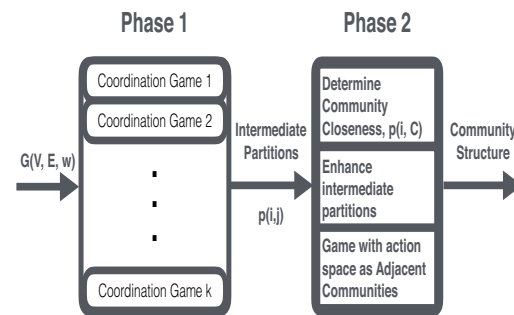 Phase 1
Phase 2
G(V, E, w)
Coordination Game 1
Coordination Game 2
Coordination Game k
Intermediate
Partitions
p(i,j)
Determine
Community
Closeness, p(i, C)
Enhance
intermediate
partitions
Game with action
space as Adjacent
Communities
Community
Structure